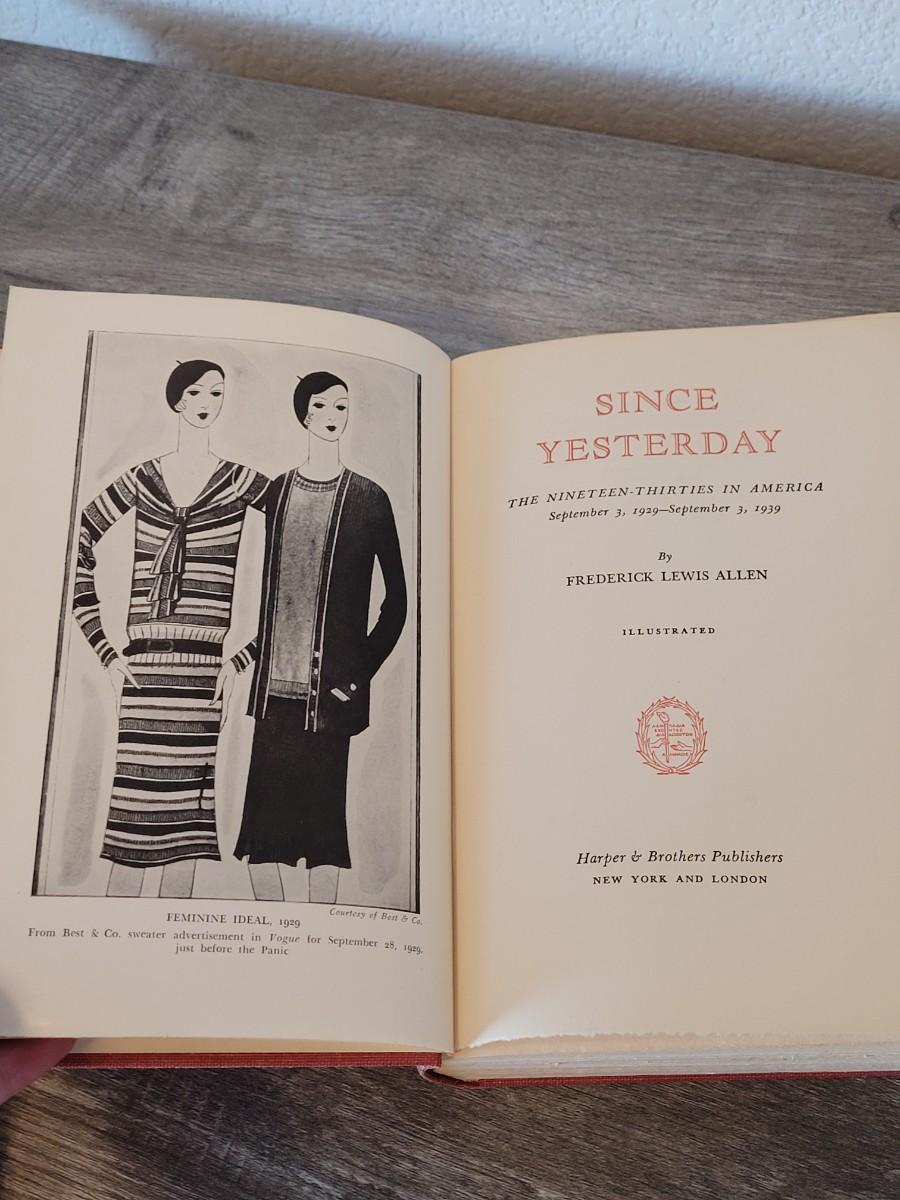 Courtesy of Best & Co.
FEMININE IDEAL, 1929
From Best & Co. sweater advertisement in Vogue for September 28, 1929,
just before the Panic
SINCE
YESTERDAY
THE NINETEEN-THIRTIES IN AMERICA
September 3, 1929—September 3, 1939
By
FREDERICK LEWIS ALLEN
ILLUSTRATED
Harper & Brothers Publishers
NEW YORK AND LONDON